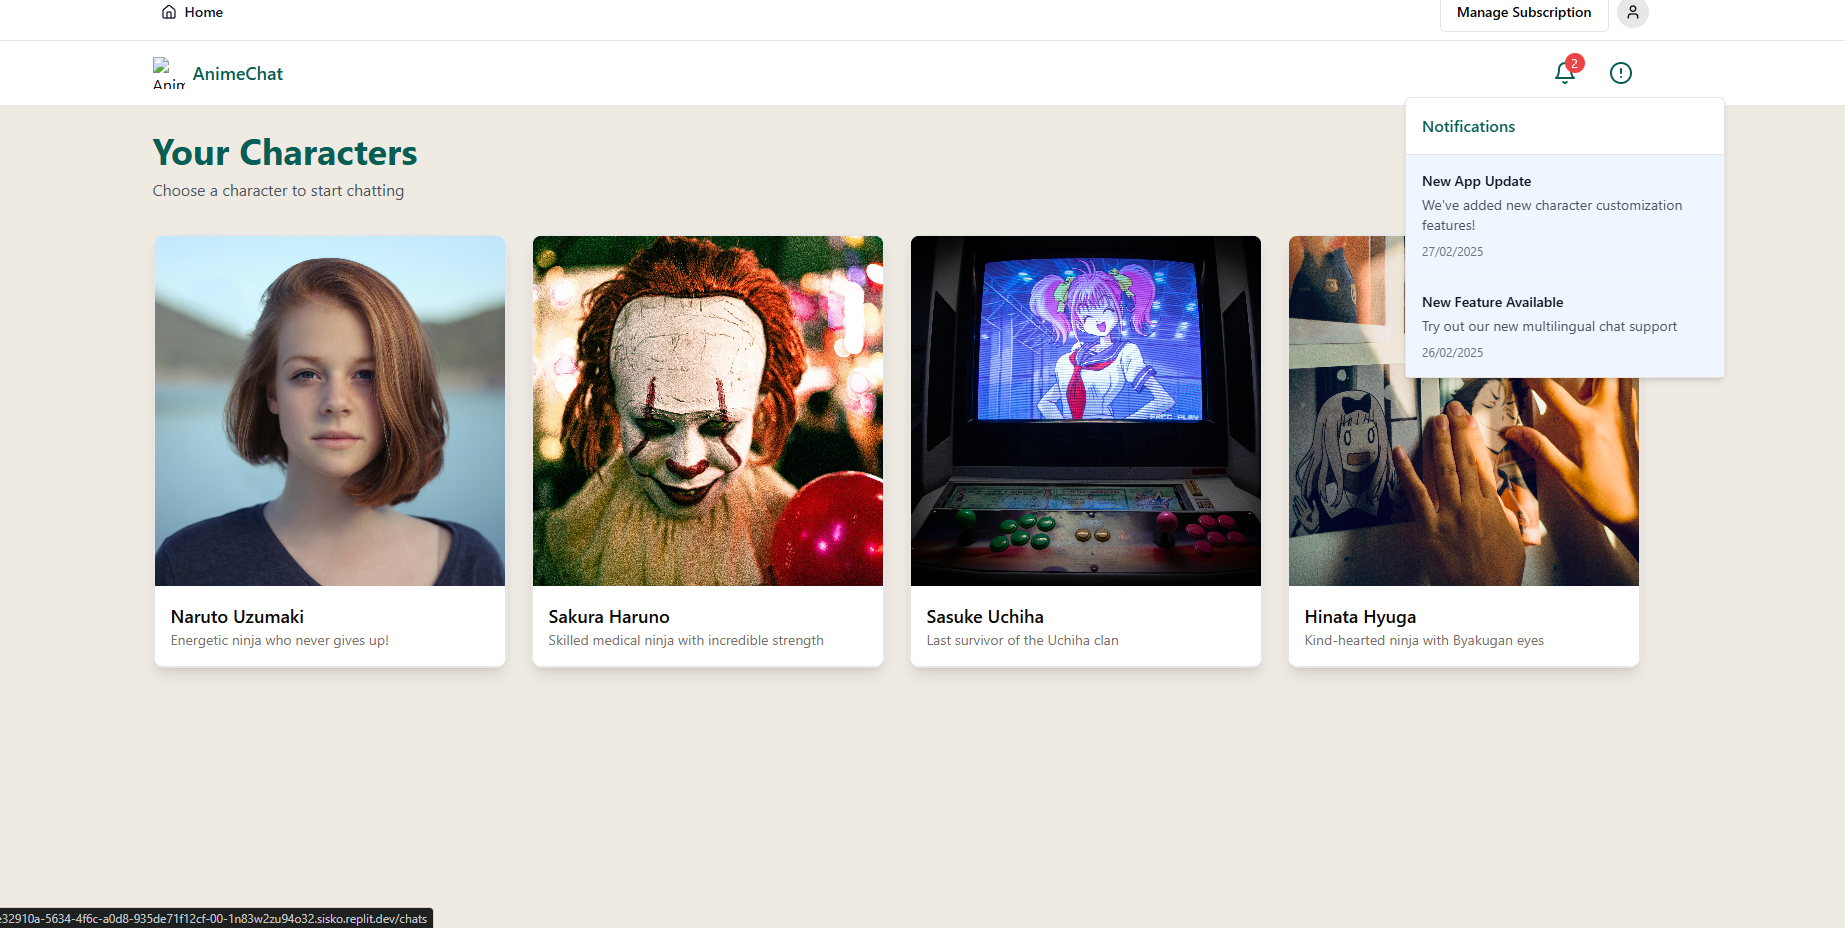 Home
Manage Subscription
Anim
AnimeChat
2
Notifications
New App Update
We've added new character customization
features!
27/02/2025
New Feature Available
Try out our new multilingual chat support
26/02/2025
Your Characters
Choose a character to start chatting
FREE PLAY
Naruto Uzumaki
Energetic ninja who never gives up!
Sakura Haruno
Skilled medical ninja with incredible strength
Sasuke Uchiha
Last survivor of the Uchiha clan
Hinata Hyuga
Kind-hearted ninja with Byakugan eyes
e32910a-5634-4f6c-a0d8-935de71f12cf-00-1n83w2zu94o32.sisko.replit.dev/chats